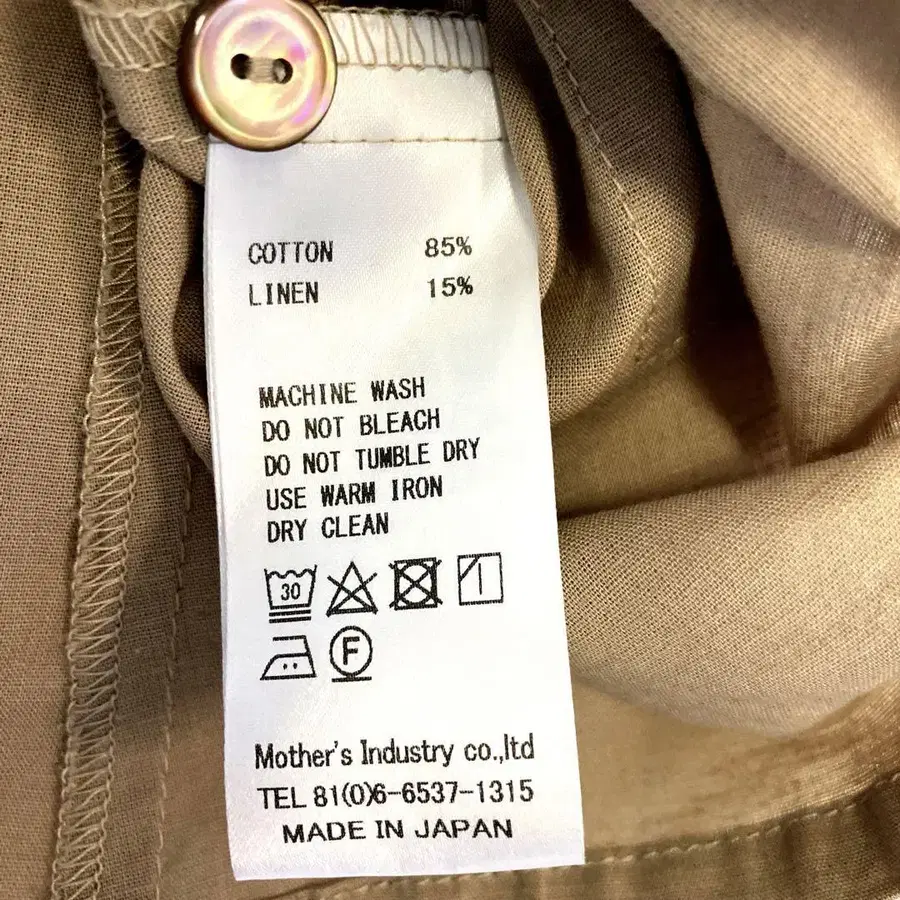 COTTON 85%
LINEN 15%
MACHINE WASH
DO NOT BLEACH
DO NOT TUMBLE DRY
USE WARM IRON
DRY CLEAN
30
F
Mother's Industry co.,ltd
TEL 81(0)6-6537-1315
MADE IN JAPAN